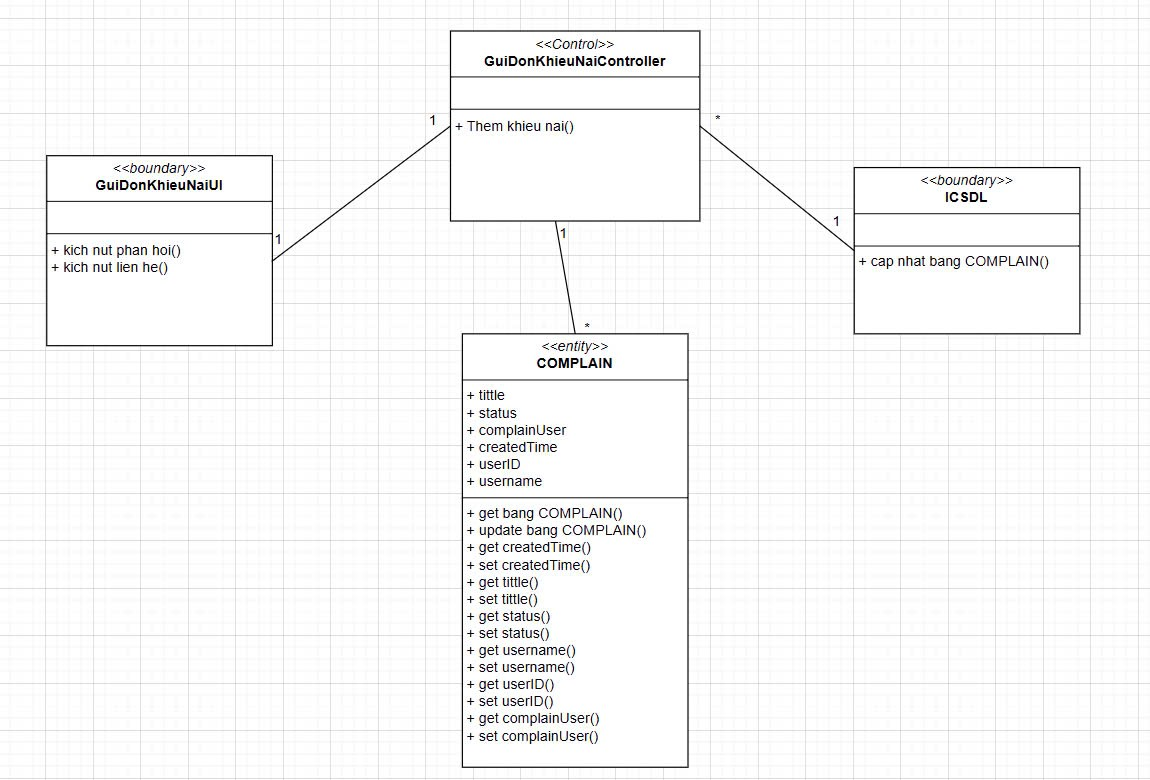 <<Control>>
GuiDonKhieuNaiController
+ Them khieu nai()
1
*
<<boundary>>
GuiDonKhieuNaiUI
+ kich nut phan hoi()
+ kich nut lien he()
1
<<boundary>>
ICSDL
+ cap nhat bang COMPLAIN()
1
1
*
<<entity>>
COMPLAIN
+ tittle
+ status
+ complainUser
+ createdTime
+ userID
+ username
+ get bang COMPLAIN()
+ update bang COMPLAIN()
+ get createdTime()
+ set createdTime()
+ get tittle()
+ set tittle()
+ get status()
+ set status()
+ get username()
+ set username()
+ get userID()
+ set userID()
+ get complainUser()
+ set complainUser()